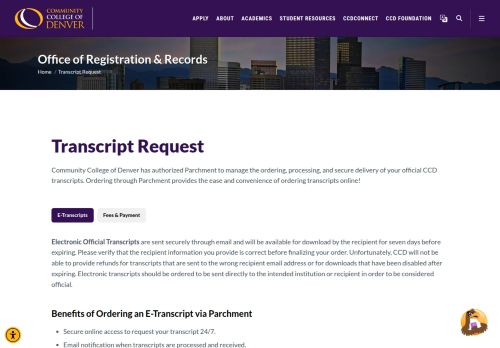 COMMUNITY
COLLEGE OF
DENVER
APPLY ABOUT ACADEMICS STUDENT RESOURCES CCDCONNECT CCD FOUNDATION
Office of Registration & Records
Home / Transcript Request
Transcript Request
Community College of Denver has authorized Parchment to manage the ordering, processing, and secure delivery of your official CCD
transcripts. Ordering through Parchment provides the ease and convenience of ordering transcripts online!
E-Transcripts Fees & Payment
Electronic Official Transcripts are sent securely through email and will be available for download by the recipient for seven days before
expiring. Please verify that the recipient information you provide is correct before finalizing your order. Unfortunately, CCD will not be
able to provide refunds for transcripts that are sent to the wrong recipient email address or for downloads that have been disabled after
expiring. Electronic transcripts should be ordered to be sent directly to the intended institution or recipient in order to be considered
official.
Benefits of Ordering an E-Transcript via Parchment
Secure online access to request your transcript 24/7.
Email notification when transcripts are processed and received.